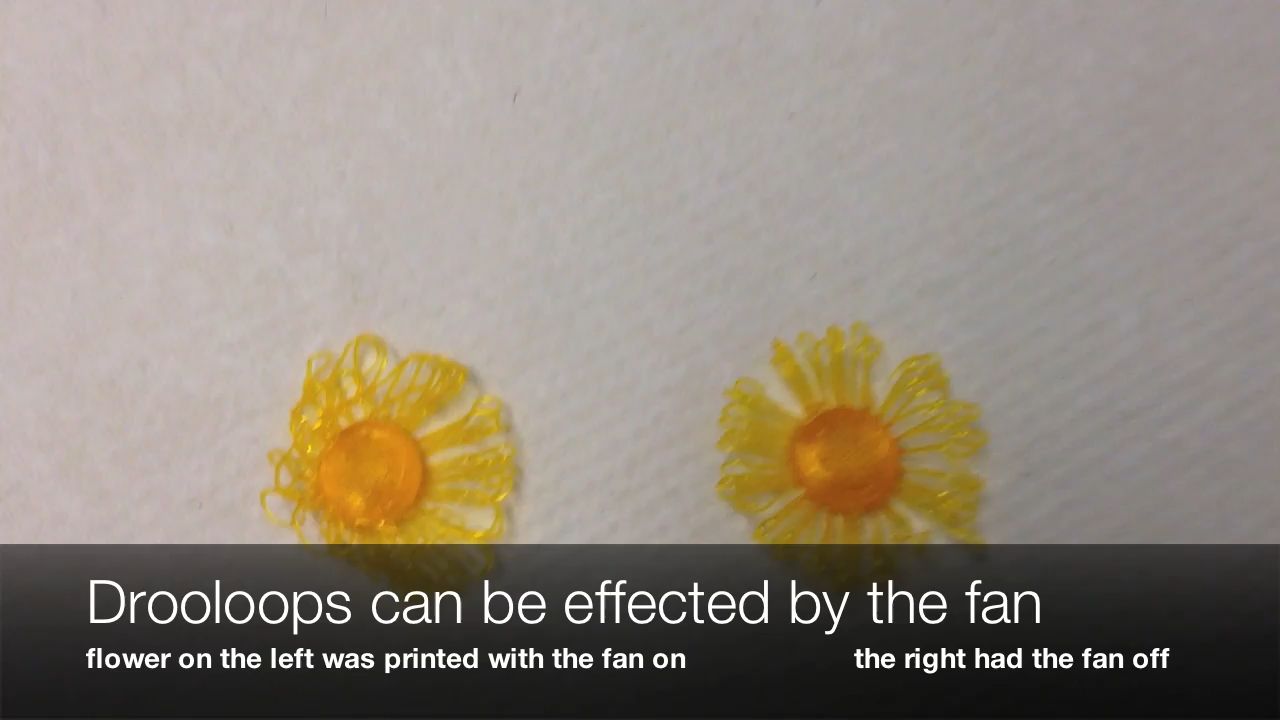 Drooloops can be effected by the fan
flower on the left was printed with the fan on the right had the fan off